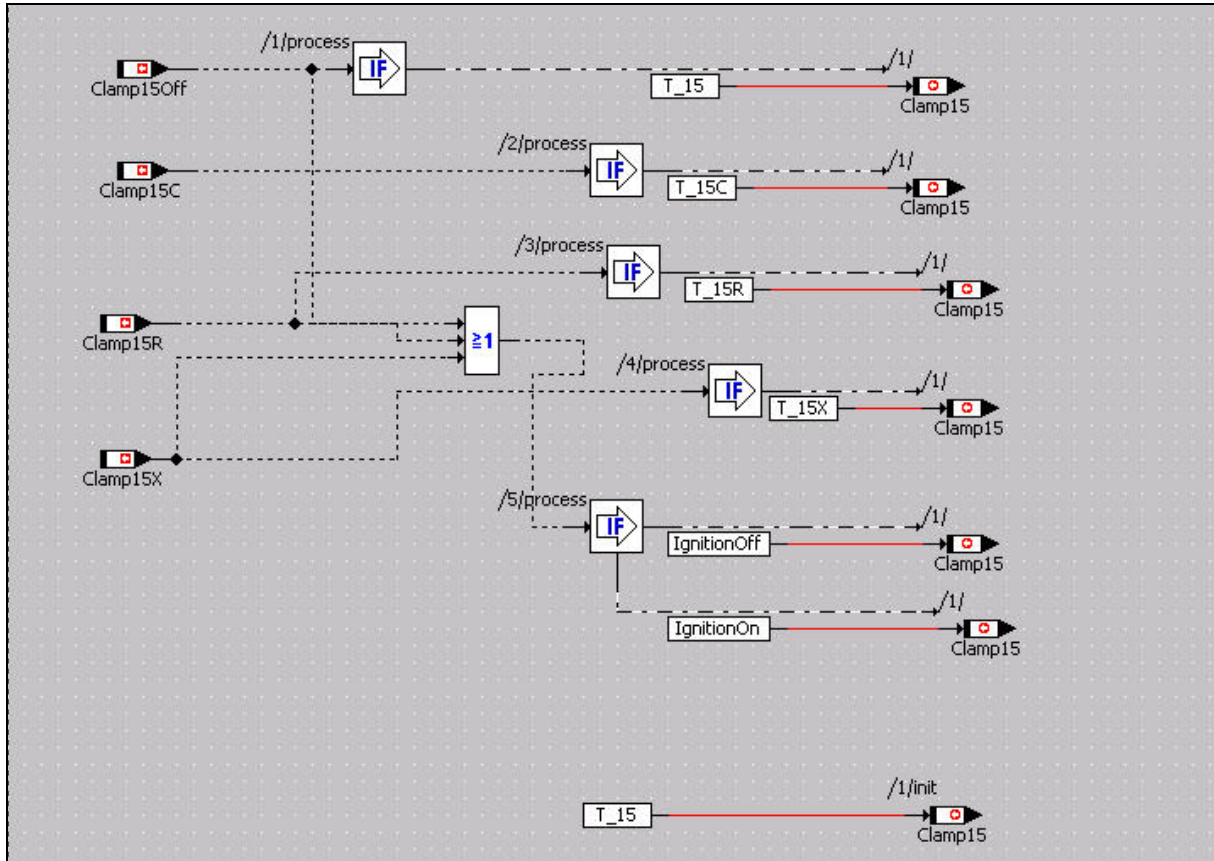 /1/process
IF
/1/
Clamp15Off
T_15
Clamp15
/2/process
IF
/1/
Clamp15C
T_15C
Clamp15
/3/process
IF
/1/
T_15R
Clamp15
Clamp15R
≥1
/4/process
IF
/1/
T_15X
Clamp15
Clamp15X
/5/process
IF
/1/
IgnitionOff
Clamp15
/1/
IgnitionOn
Clamp15
/1/init
T_15
Clamp15